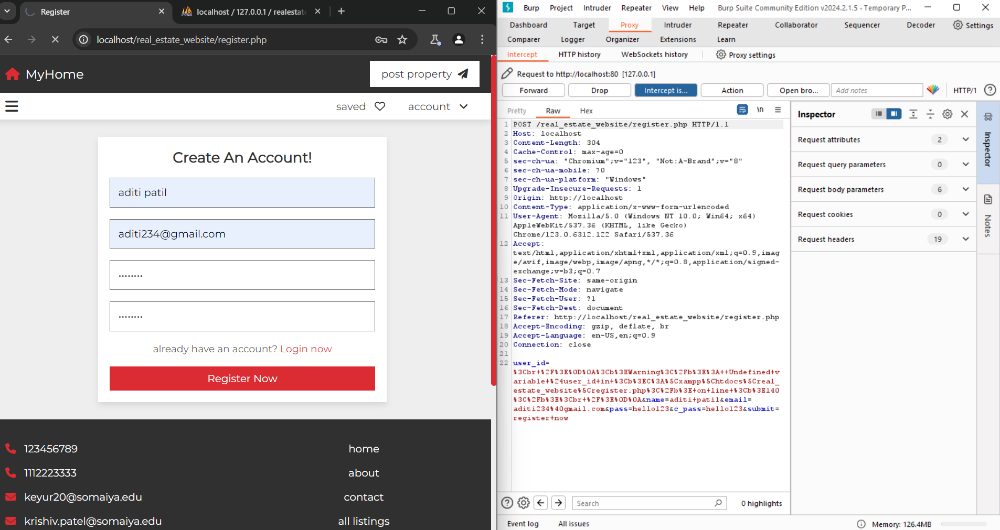 Register
localhost / 127.0.0.1 / realestate
localhost/real_estate_website/register.php
MyHome
post property
saved
account
Create An Account!
aditi patil
aditi234@gmail.com
........
........
already have an account? Login now
Register Now
123456789
home
1112223333
about
keyur20@somaiya.edu
contact
krishiv.patel@somaiya.edu
all listings
Burp Project Intruder Repeater View Help Burp Suite Community Edition v2024.2.1.5 - Temporary P...
Dashboard Target Proxy Intruder Repeater Collaborator Sequencer Decoder Settings
Comparer Logger Organizer Extensions Learn
Intercept HTTP history WebSockets history Proxy settings
Request to http://localhost:80 [127.0.0.1]
Forward Drop Intercept is... Action Open bro... Add notes HTTP/1
Pretty Raw Hex \n
1 POST /real_estate_website/register.php HTTP/1.1
2 Host: localhost
3 Content-Length: 304
4 Cache-Control: max-age=0
5 sec-ch-ua: "Chromium";v="123", "Not:A-Brand";v="8"
6 sec-ch-ua-mobile: ?0
7 sec-ch-ua-platform: "Windows"
8 Upgrade-Insecure-Requests: 1
9 Origin: http://localhost
10 Content-Type: application/x-www-form-urlencoded
11 User-Agent: Mozilla/5.0 (Windows NT 10.0; Win64; x64)
AppleWebKit/537.36 (KHTML, like Gecko)
Chrome/123.0.6312.122 Safari/537.36
12 Accept:
text/html,application/xhtml+xml,application/xml;q=0.9,imag
e/avif,image/webp,image/apng,*/*;q=0.8,application/signed-
exchange;v=b3;q=0.7
13 Sec-Fetch-Site: same-origin
14 Sec-Fetch-Mode: navigate
15 Sec-Fetch-User: ?1
16 Sec-Fetch-Dest: document
17 Referer: http://localhost/real_estate_website/register.php
18 Accept-Encoding: gzip, deflate, br
19 Accept-Language: en-US,en;q=0.9
20 Connection: close
21
22 user_id=
%3Cbr+%2F%3E%0D%0A%3Cb%3EWarning%3C%2Fb%3E%3A++Undefined+v
ariable+%24user_id+in+%3Cb%3EC%3A%5Cxampp%5Chtdocs%5Creal_
estate_website%5Cregister.php%3C%2Fb%3E+on+line+%3Cb%3E140
%3C%2Fb%3E%3Cbr+%2F%3E%0D%0A&name=aditi+patil&email=
aditi234%40gmail.com&pass=hello123&c_pass=hello123&submit=
register+now
Inspector
Request attributes 2
Request query parameters 0
Request body parameters 6
Request cookies 0
Request headers 19
Inspector
Notes
Search
0 highlights
Event log All issues
Memory: 126.4MB